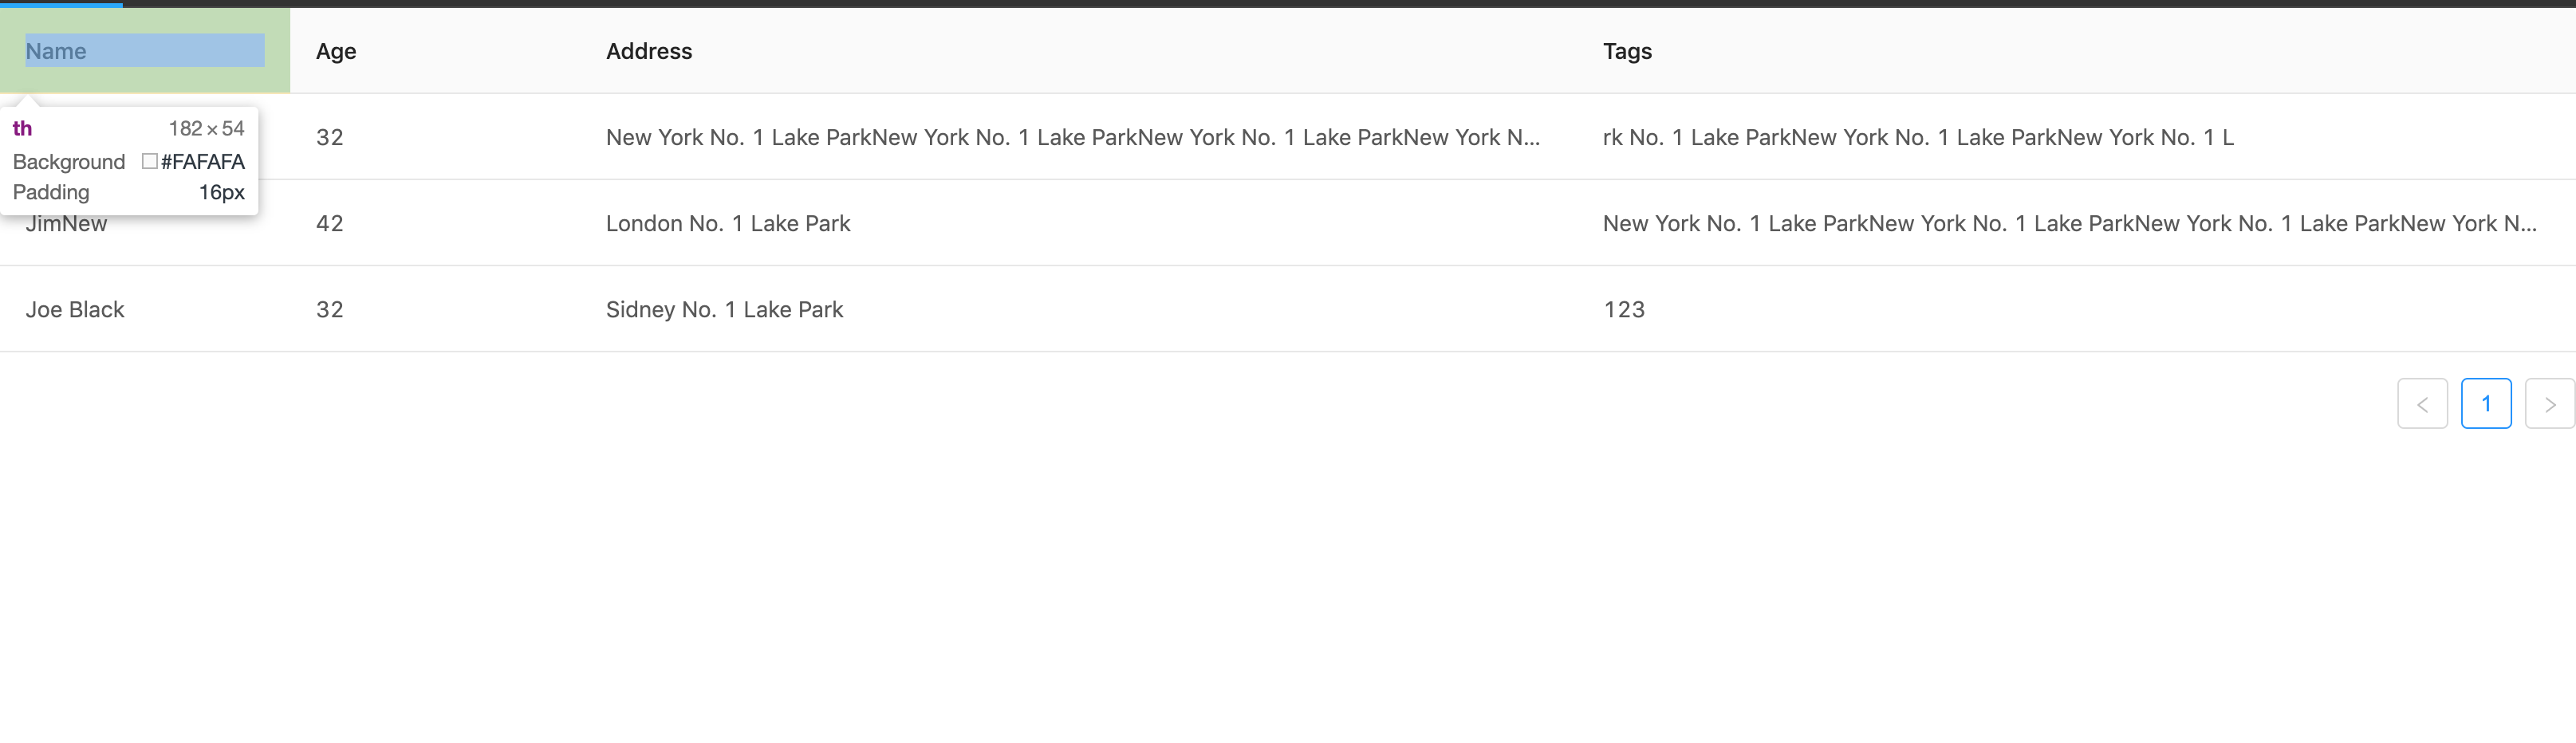 Name Age Address Tags
th 182 × 54
Background #FAFAFA
Padding 16px
32 New York No. 1 Lake ParkNew York No. 1 Lake ParkNew York No. 1 Lake ParkNew York N... rk No. 1 Lake ParkNew York No. 1 Lake ParkNew York No. 1 L
JimNew 42 London No. 1 Lake Park New York No. 1 Lake ParkNew York No. 1 Lake ParkNew York No. 1 Lake ParkNew York N...
Joe Black 32 Sidney No. 1 Lake Park 123
< 1 >